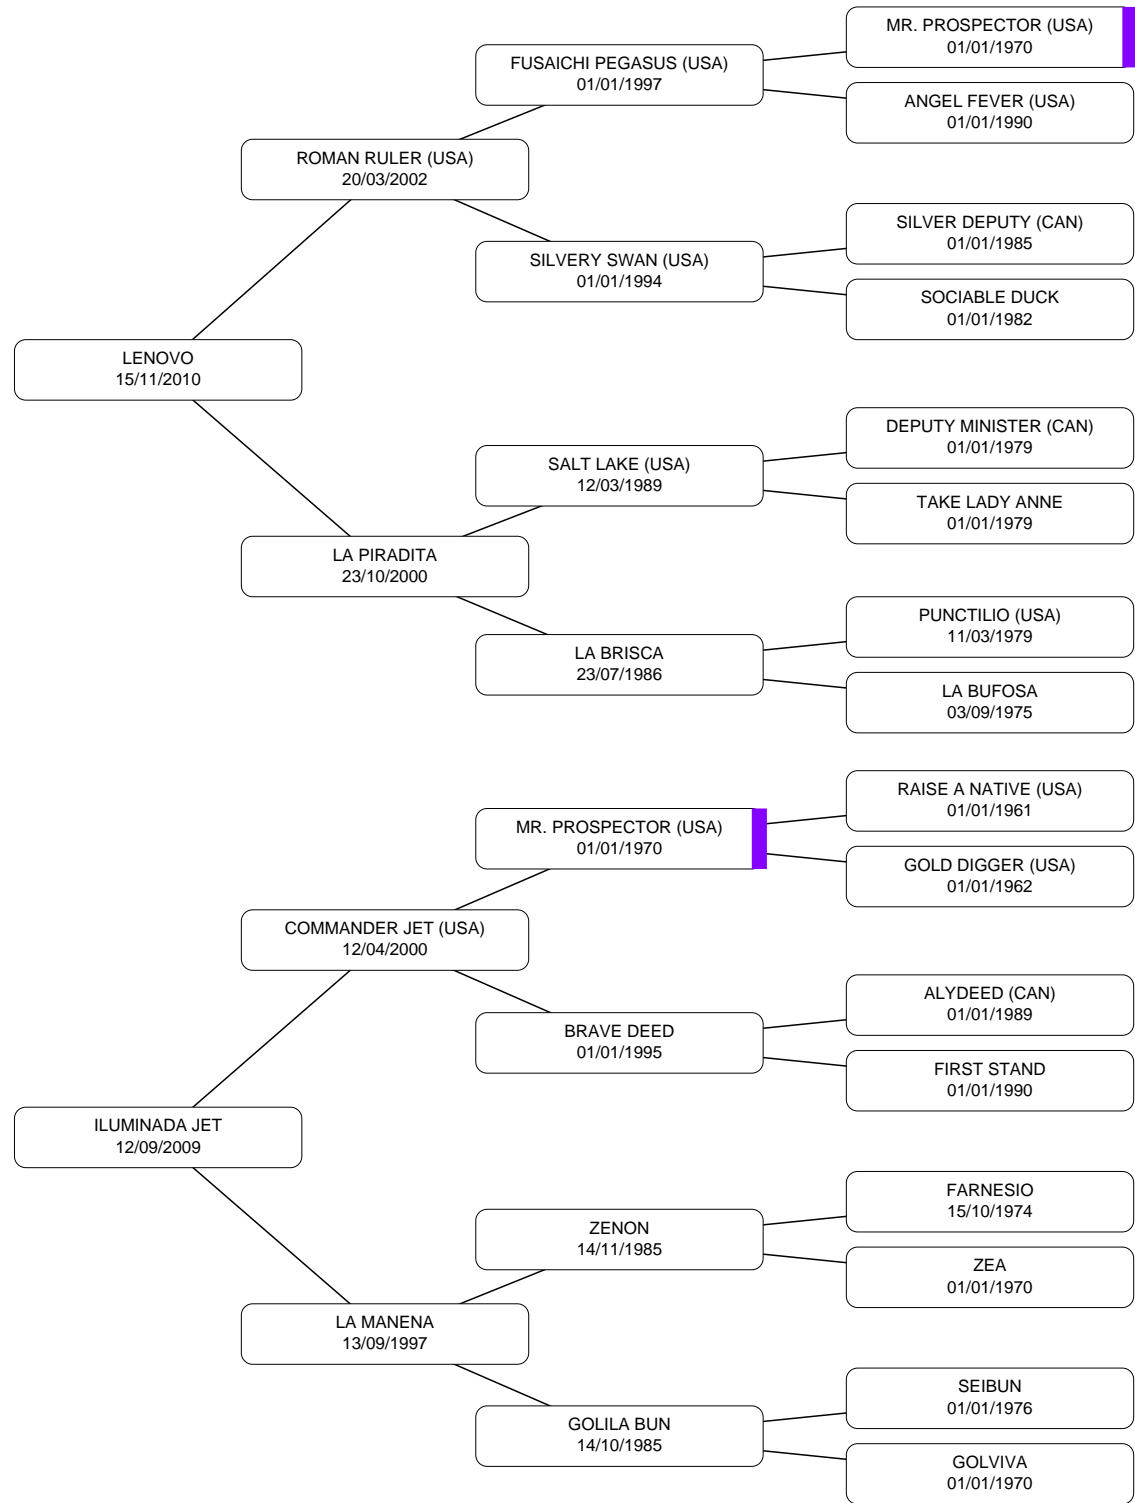 MR. PROSPECTOR (USA)
01/01/1970
FUSAICHI PEGASUS (USA)
01/01/1997
ANGEL FEVER (USA)
01/01/1990
ROMAN RULER (USA)
20/03/2002
SILVER DEPUTY (CAN)
01/01/1985
SILVERY SWAN (USA)
01/01/1994
SOCIABLE DUCK
01/01/1982
LENOVO
15/11/2010
DEPUTY MINISTER (CAN)
01/01/1979
SALT LAKE (USA)
12/03/1989
TAKE LADY ANNE
01/01/1979
LA PIRADITA
23/10/2000
PUNCTILIO (USA)
11/03/1979
LA BRISCA
23/07/1986
LA BUFOSA
03/09/1975
RAISE A NATIVE (USA)
01/01/1961
MR. PROSPECTOR (USA)
01/01/1970
GOLD DIGGER (USA)
01/01/1962
COMMANDER JET (USA)
12/04/2000
ALYDEED (CAN)
01/01/1989
BRAVE DEED
01/01/1995
FIRST STAND
01/01/1990
ILUMINADA JET
12/09/2009
FARNESIO
15/10/1974
ZENON
14/11/1985
ZEA
01/01/1970
LA MANENA
13/09/1997
SEIBUN
01/01/1976
GOLILA BUN
14/10/1985
GOLVIVA
01/01/1970